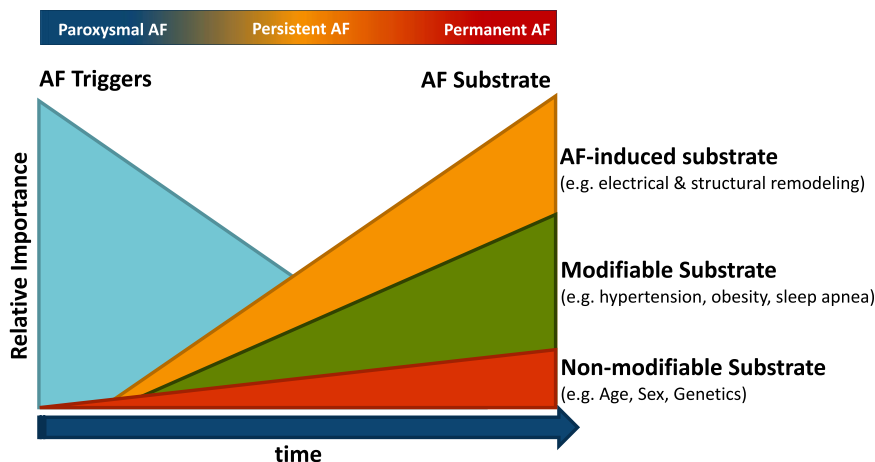 Paroxysmal AF
Persistent AF
Permanent AF
AF Triggers
AF Substrate
Relative Importance
AF-induced substrate
(e.g. electrical & structural remodeling)
Modifiable Substrate
(e.g. hypertension, obesity, sleep apnea)
Non-modifiable Substrate
(e.g. Age, Sex, Genetics)
time